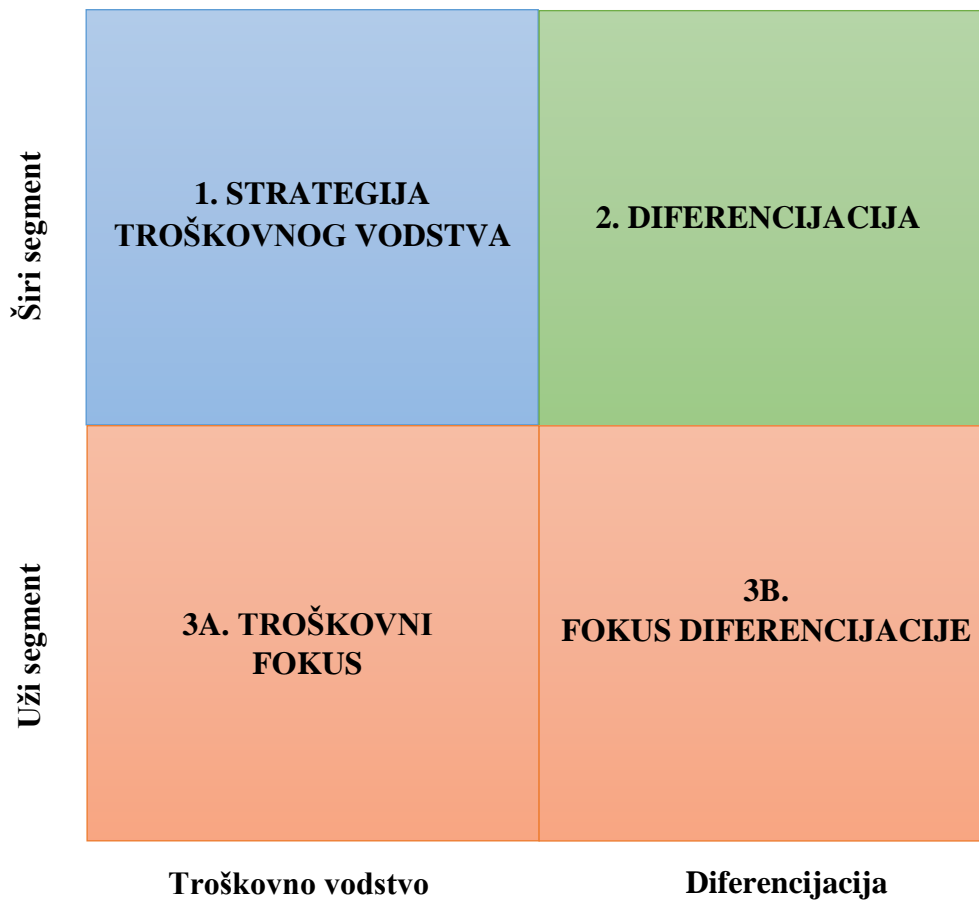 Širi segment
1. STRATEGIJA
TROŠKOVNOG VODSTVA
2. DIFERENCIJACIJA
Uži segment
3A. TROŠKOVNI
FOKUS
3B.
FOKUS DIFERENCIJACIJE
Troškovno vodstvo
Diferencijacija